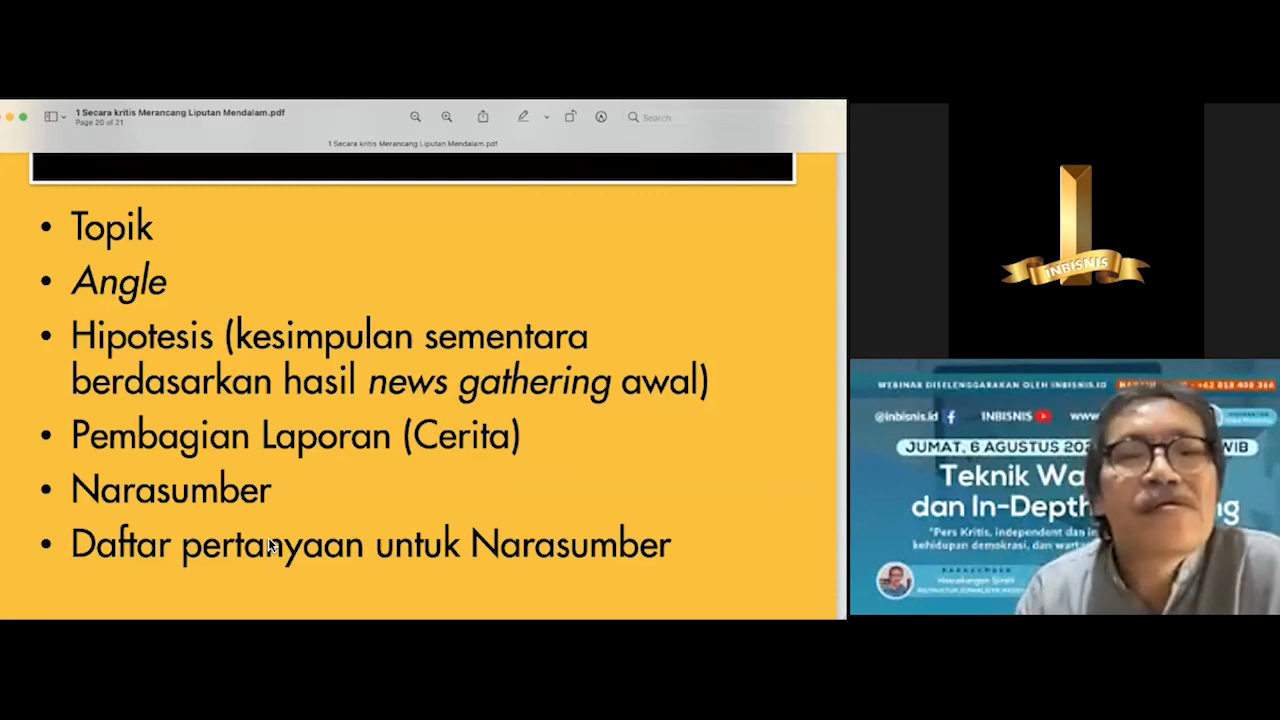 1 Secara kritis Merancang Liputan Mendalam.pdf
Page 20 of 21
Search
1 Secara kritis Merancang Liputan Mendalam.pdf
• Topik
• Angle
• Hipotesis (kesimpulan sementara
berdasarkan hasil news gathering awal)
• Pembagian Laporan (Cerita)
• Narasumber
• Daftar pertanyaan untuk Narasumber
INBISNIS
WEBINAR DISELENGGARAKAN OLEH INBISNIS.ID
@inbisnis.id
INBISNIS
JUMAT, 6 AGUSTUS
Teknik
dan In-Depth
"Pers Kritis, independent dan
kehidupan demokrasi, dan